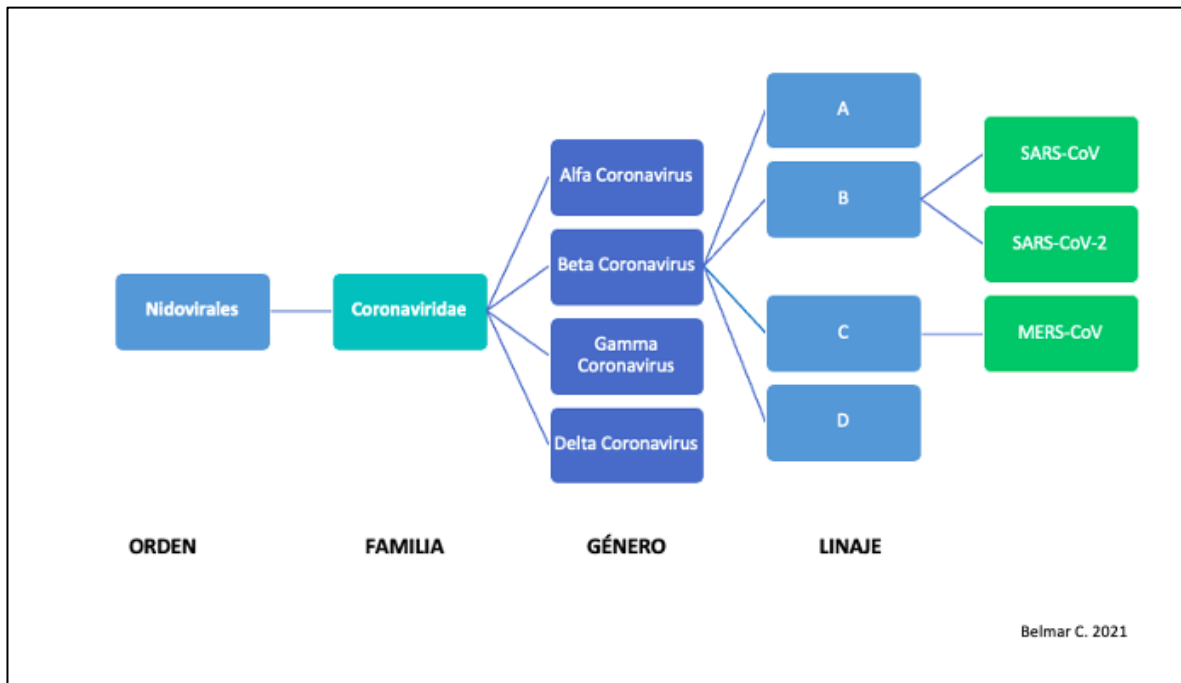 Nidovirales
Coronaviridae
Alfa Coronavirus
Beta Coronavirus
Gamma
Coronavirus
Delta Coronavirus
A
B
C
D
SARS-CoV
SARS-CoV-2
MERS-CoV
ORDEN
FAMILIA
GÉNERO
LINAJE
Belmar C. 2021